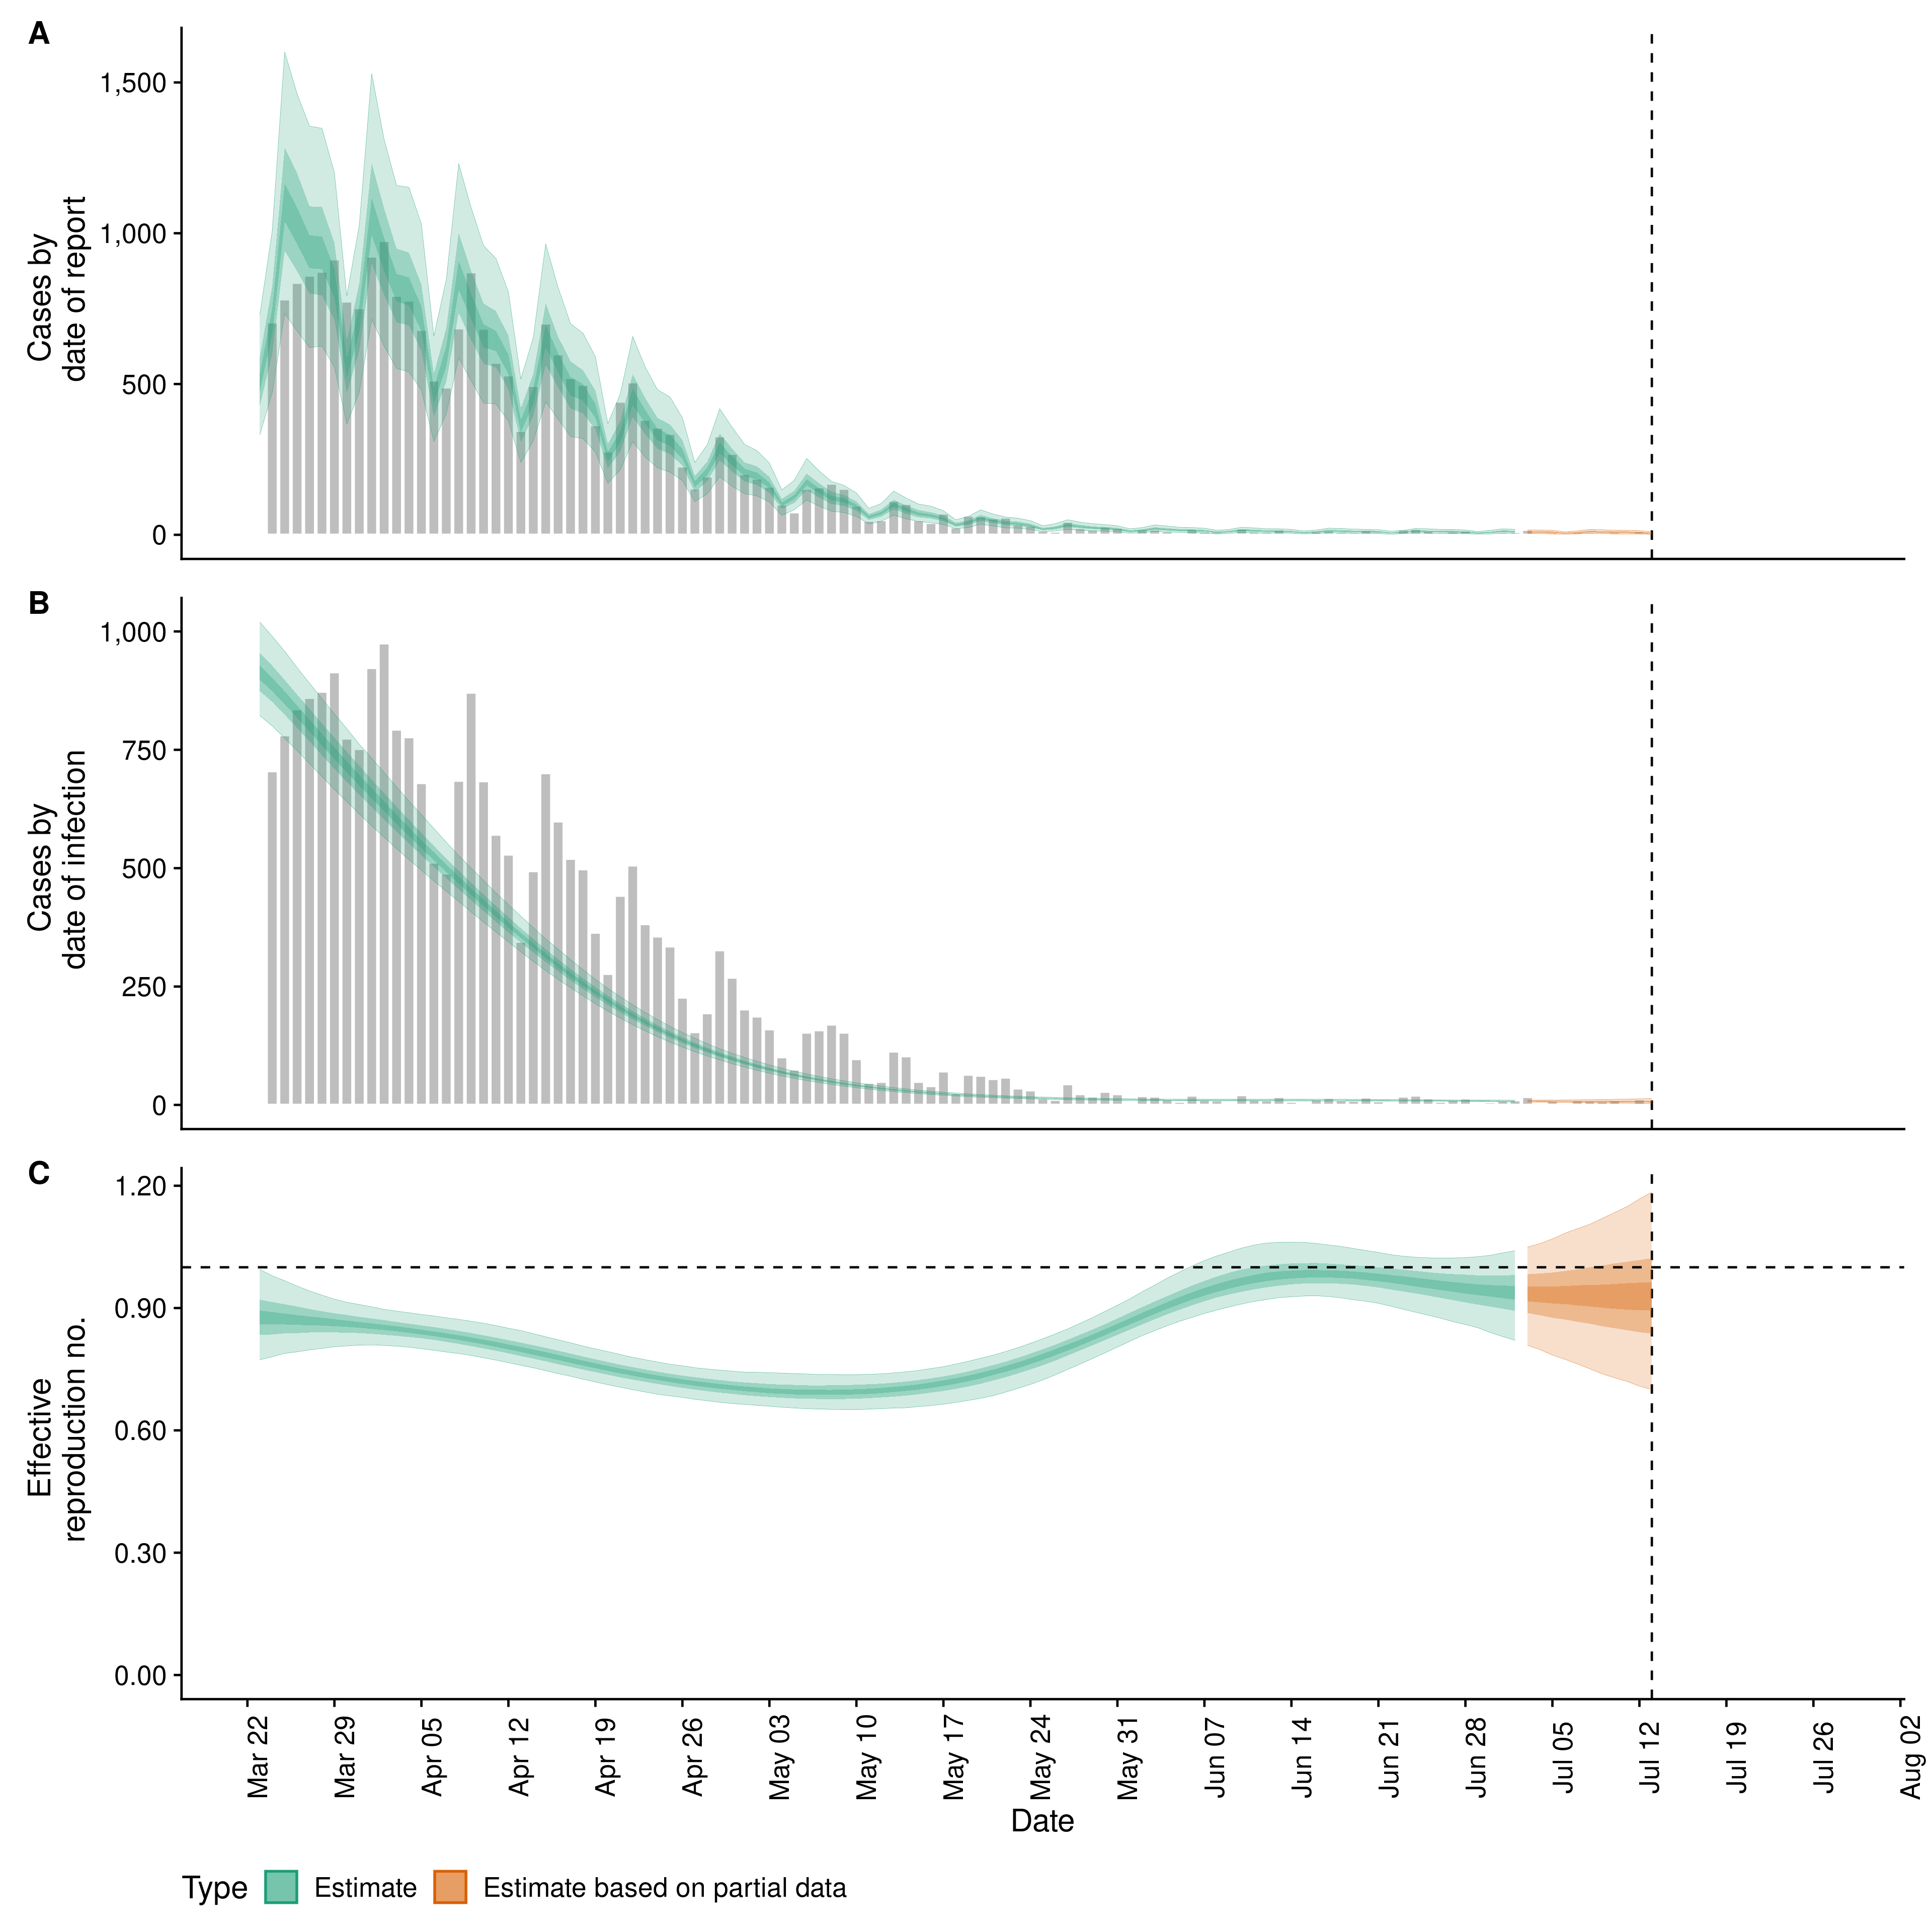 A
Cases by
date of report
1,500
1,000
500
0
B
Cases by
date of infection
1,000
750
500
250
0
C
Effective
reproduction no.
1.20
0.90
0.60
0.30
0.00
Mar 22
Mar 29
Apr 05
Apr 12
Apr 19
Apr 26
May 03
May 10
May 17
May 24
May 31
Jun 07
Jun 14
Jun 21
Jun 28
Jul 05
Jul 12
Jul 19
Jul 26
Aug 02
Date
Type Estimate Estimate based on partial data